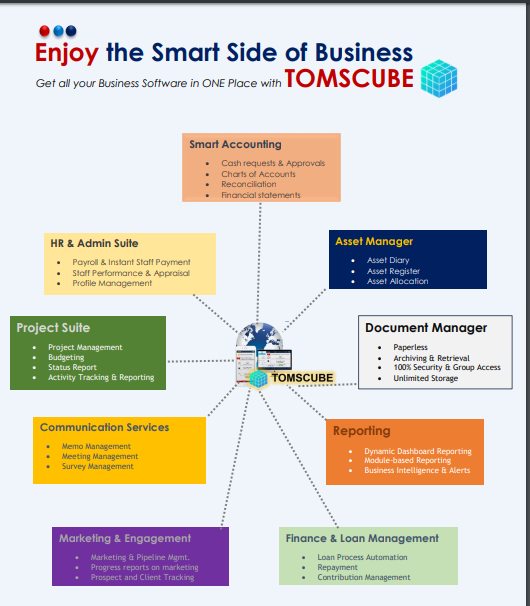 Enjoy the Smart Side of Business
Get all your Business Software in ONE Place with TOMSCUBE
Smart Accounting
• Cash requests & Approvals
• Charts of Accounts
• Reconciliation
• Financial statements
HR & Admin Suite
• Payroll & Instant Staff Payment
• Staff Performance & Appraisal
• Profile Management
Asset Manager
• Asset Diary
• Asset Register
• Asset Allocation
Project Suite
• Project Management
• Budgeting
• Status Report
• Activity Tracking & Reporting
Document Manager
• Paperless
• Archiving & Retrieval
• 100% Security & Group Access
• Unlimited Storage
TOMSCUBE
Communication Services
• Memo Management
• Meeting Management
• Survey Management
Reporting
• Dynamic Dashboard Reporting
• Module-based Reporting
• Business Intelligence & Alerts
Marketing & Engagement
• Marketing & Pipeline Mgmt.
• Progress reports on marketing
• Prospect and Client Tracking
Finance & Loan Management
• Loan Process Automation
• Repayment
• Contribution Management